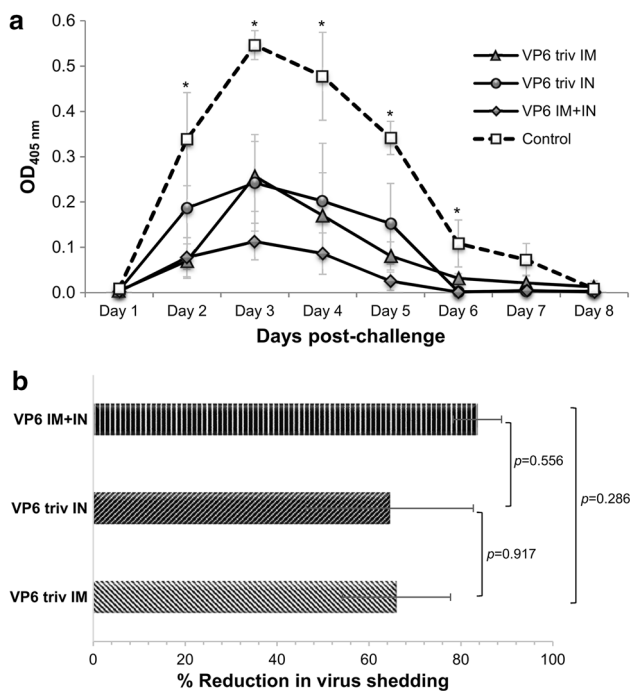 a
0.6
0.5
0.4
0.3
0.2
0.1
0.0
OD405 nm
*
*
*
*
*
VP6 triv IM
VP6 triv IN
VP6 IM+IN
Control
Day 1 Day 2 Day 3 Day 4 Day 5 Day 6 Day 7 Day 8
Days post-challenge
b
VP6 IM+IN
VP6 triv IN
VP6 triv IM
p=0.556
p=0.286
p=0.917
0 20 40 60 80 100
% Reduction in virus shedding